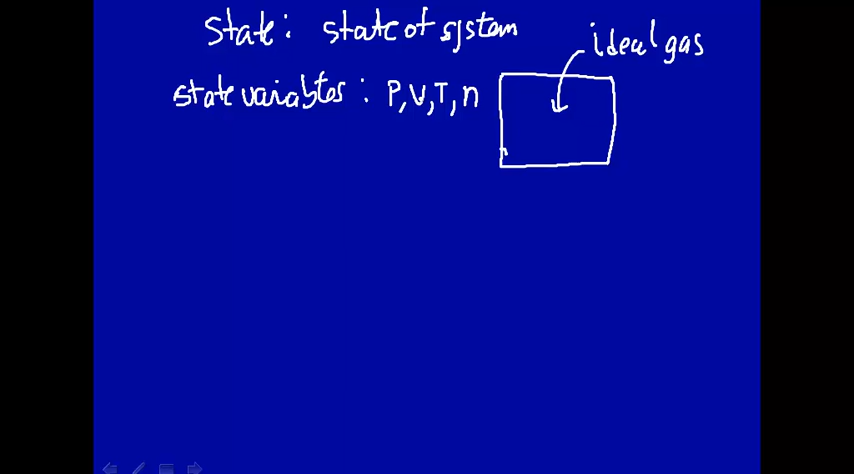 State: state of system
ideal gas
state variables: P, V, T, n